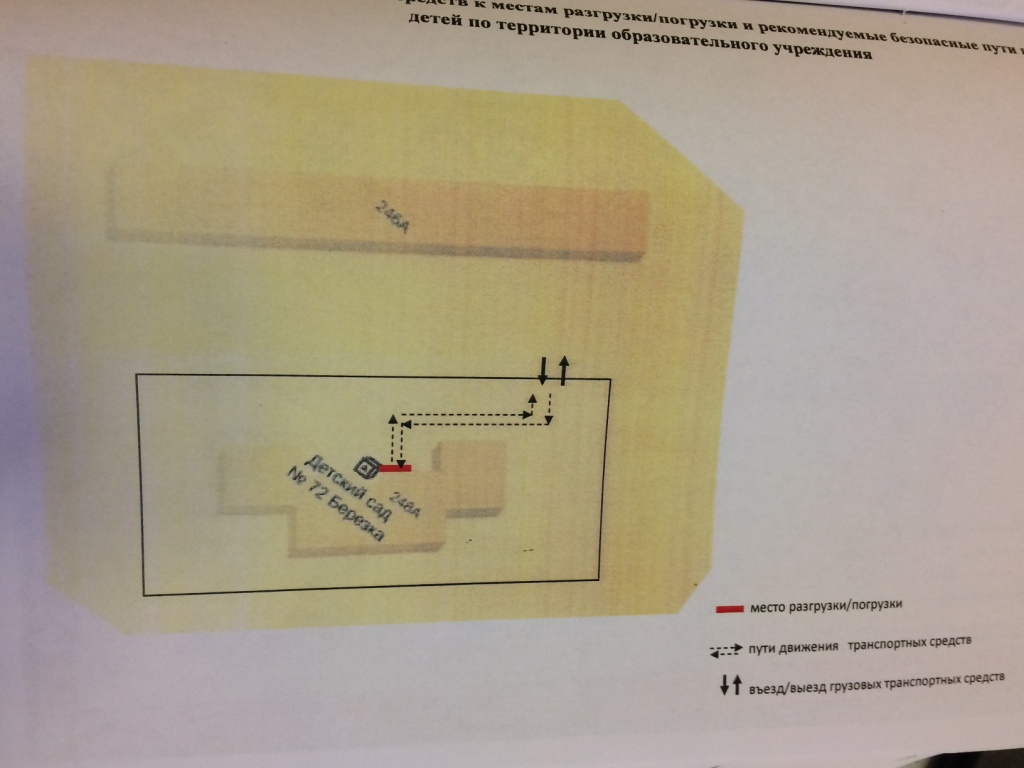 средств к местам разгрузки/погрузки и рекомендуемые безопасные пути
детей по территории образовательного учреждения
246А
Детский сад
№ 72 Березка
246А
место разгрузки/погрузки
пути движения транспортных средств
въезд/выезд грузовых транспортных средств